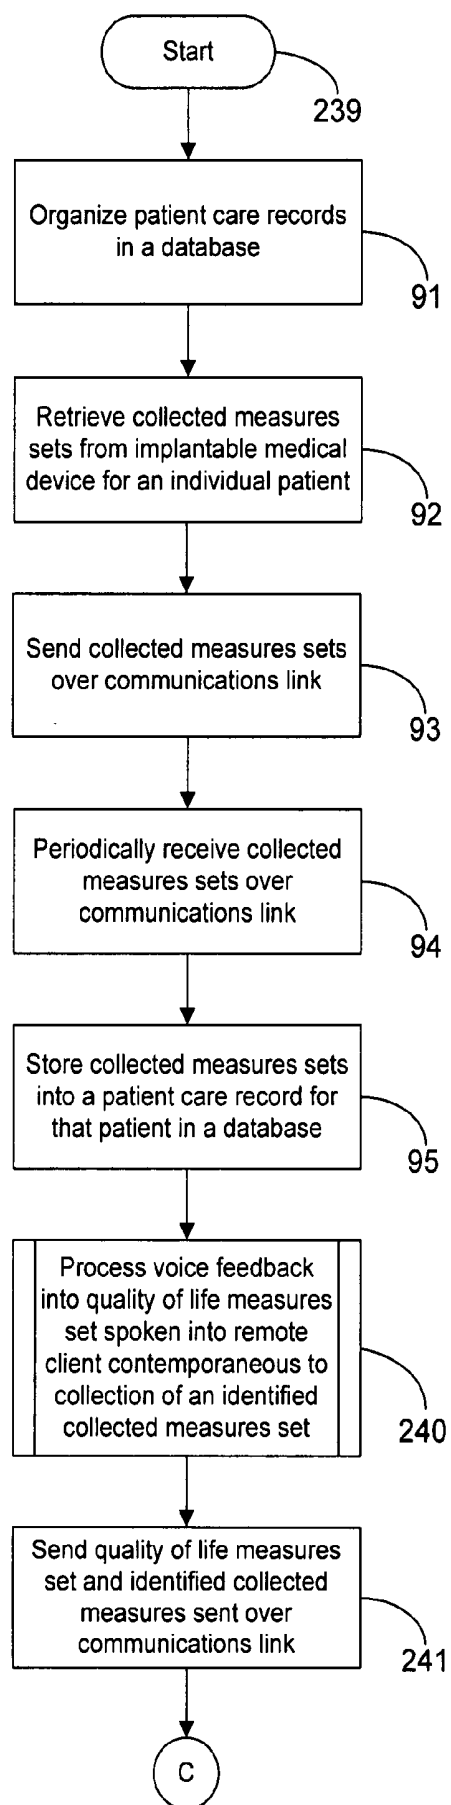 Start
239
Organize patient care records
in a database
91
Retrieve collected measures
sets from implantable medical
device for an individual patient
92
Send collected measures sets
over communications link
93
Periodically receive collected
measures sets over
communications link
94
Store collected measures sets
into a patient care record for
that patient in a database
95
Process voice feedback
into quality of life measures
set spoken into remote
client contemporaneous to
collection of an identified
collected measures set
240
Send quality of life measures
set and identified collected
measures sent over
communications link
241
C